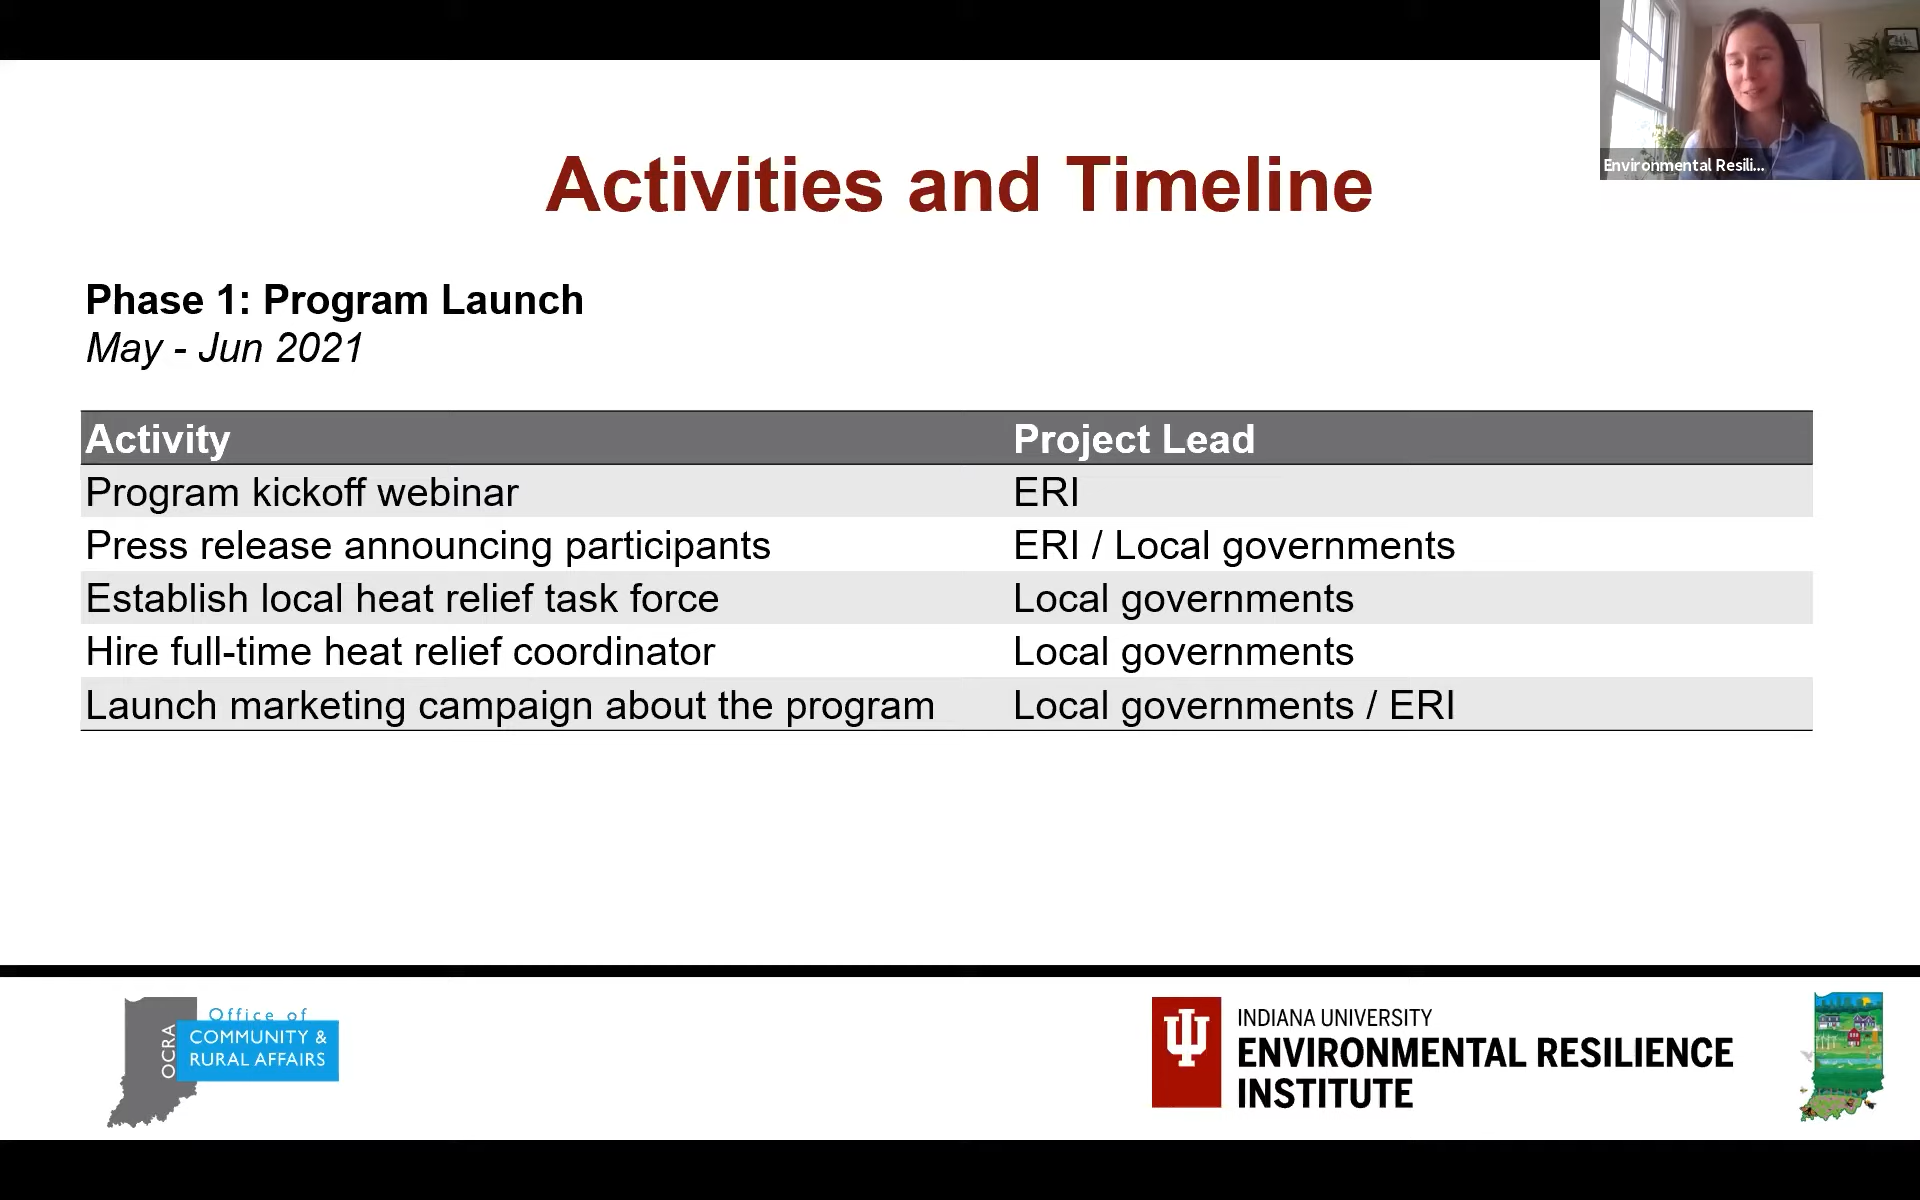 Environmental Resili...
Activities and Timeline
Phase 1: Program Launch
May - Jun 2021
Activity Project Lead
Program kickoff webinar ERI
Press release announcing participants ERI / Local governments
Establish local heat relief task force Local governments
Hire full-time heat relief coordinator Local governments
Launch marketing campaign about the program Local governments / ERI
OCRA
Office of
COMMUNITY &
RURAL AFFAIRS
INDIANA UNIVERSITY
ENVIRONMENTAL RESILIENCE
INSTITUTE